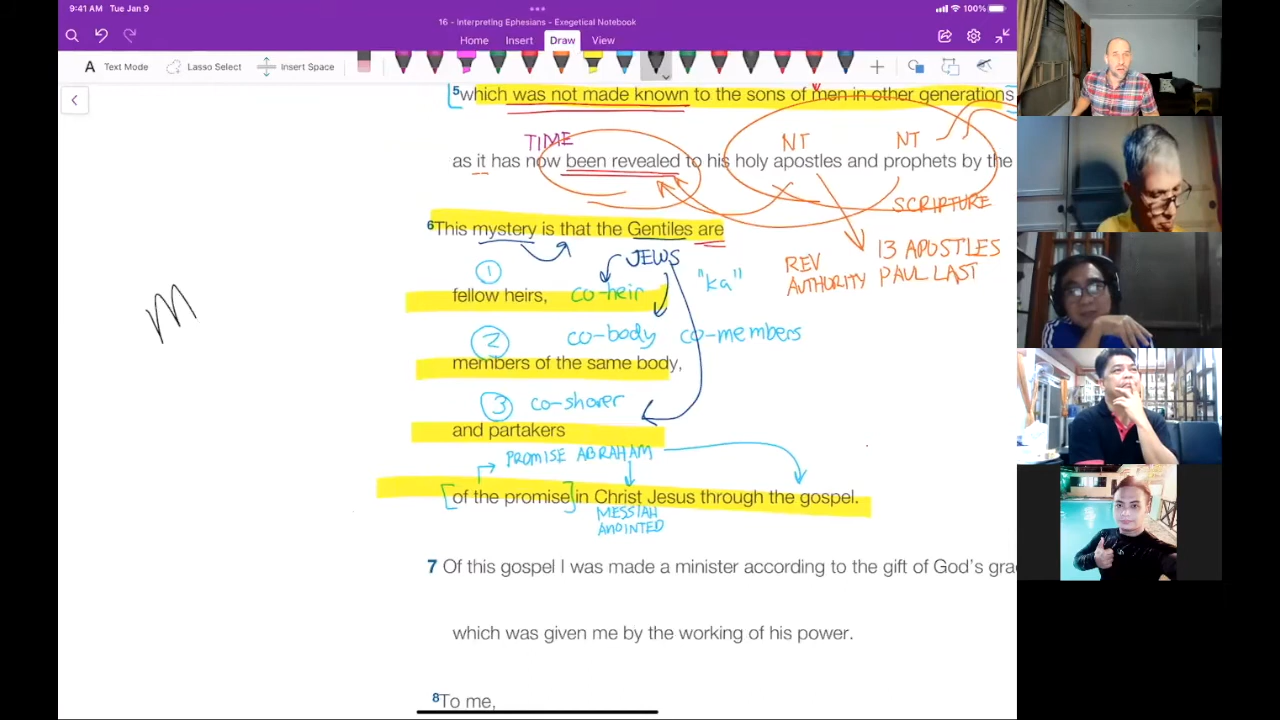 9:41 AM Tue Jan 9
100%
16 - Interpreting Ephesians - Exegetical Notebook
Home Insert Draw View
Text Mode Lasso Select Insert Space
5 which was not made known to the sons of men in other generations
TIME NT NT
as it has now been revealed to his holy apostles and prophets by the
SCRIPTURE
6 This mystery is that the Gentiles are
JEWS
13 APOSTLES
REV
AUTHORITY PAUL LAST
1 "ka"
fellow heirs, co-heir
M
2 co-body co-members
members of the same body,
3 co-sharer
and partakers
PROMISE ABRAHAM
[of the promise] in Christ Jesus through the gospel.
MESSIAH
ANOINTED
7 Of this gospel I was made a minister according to the gift of God's gra
which was given me by the working of his power.
8 To me,